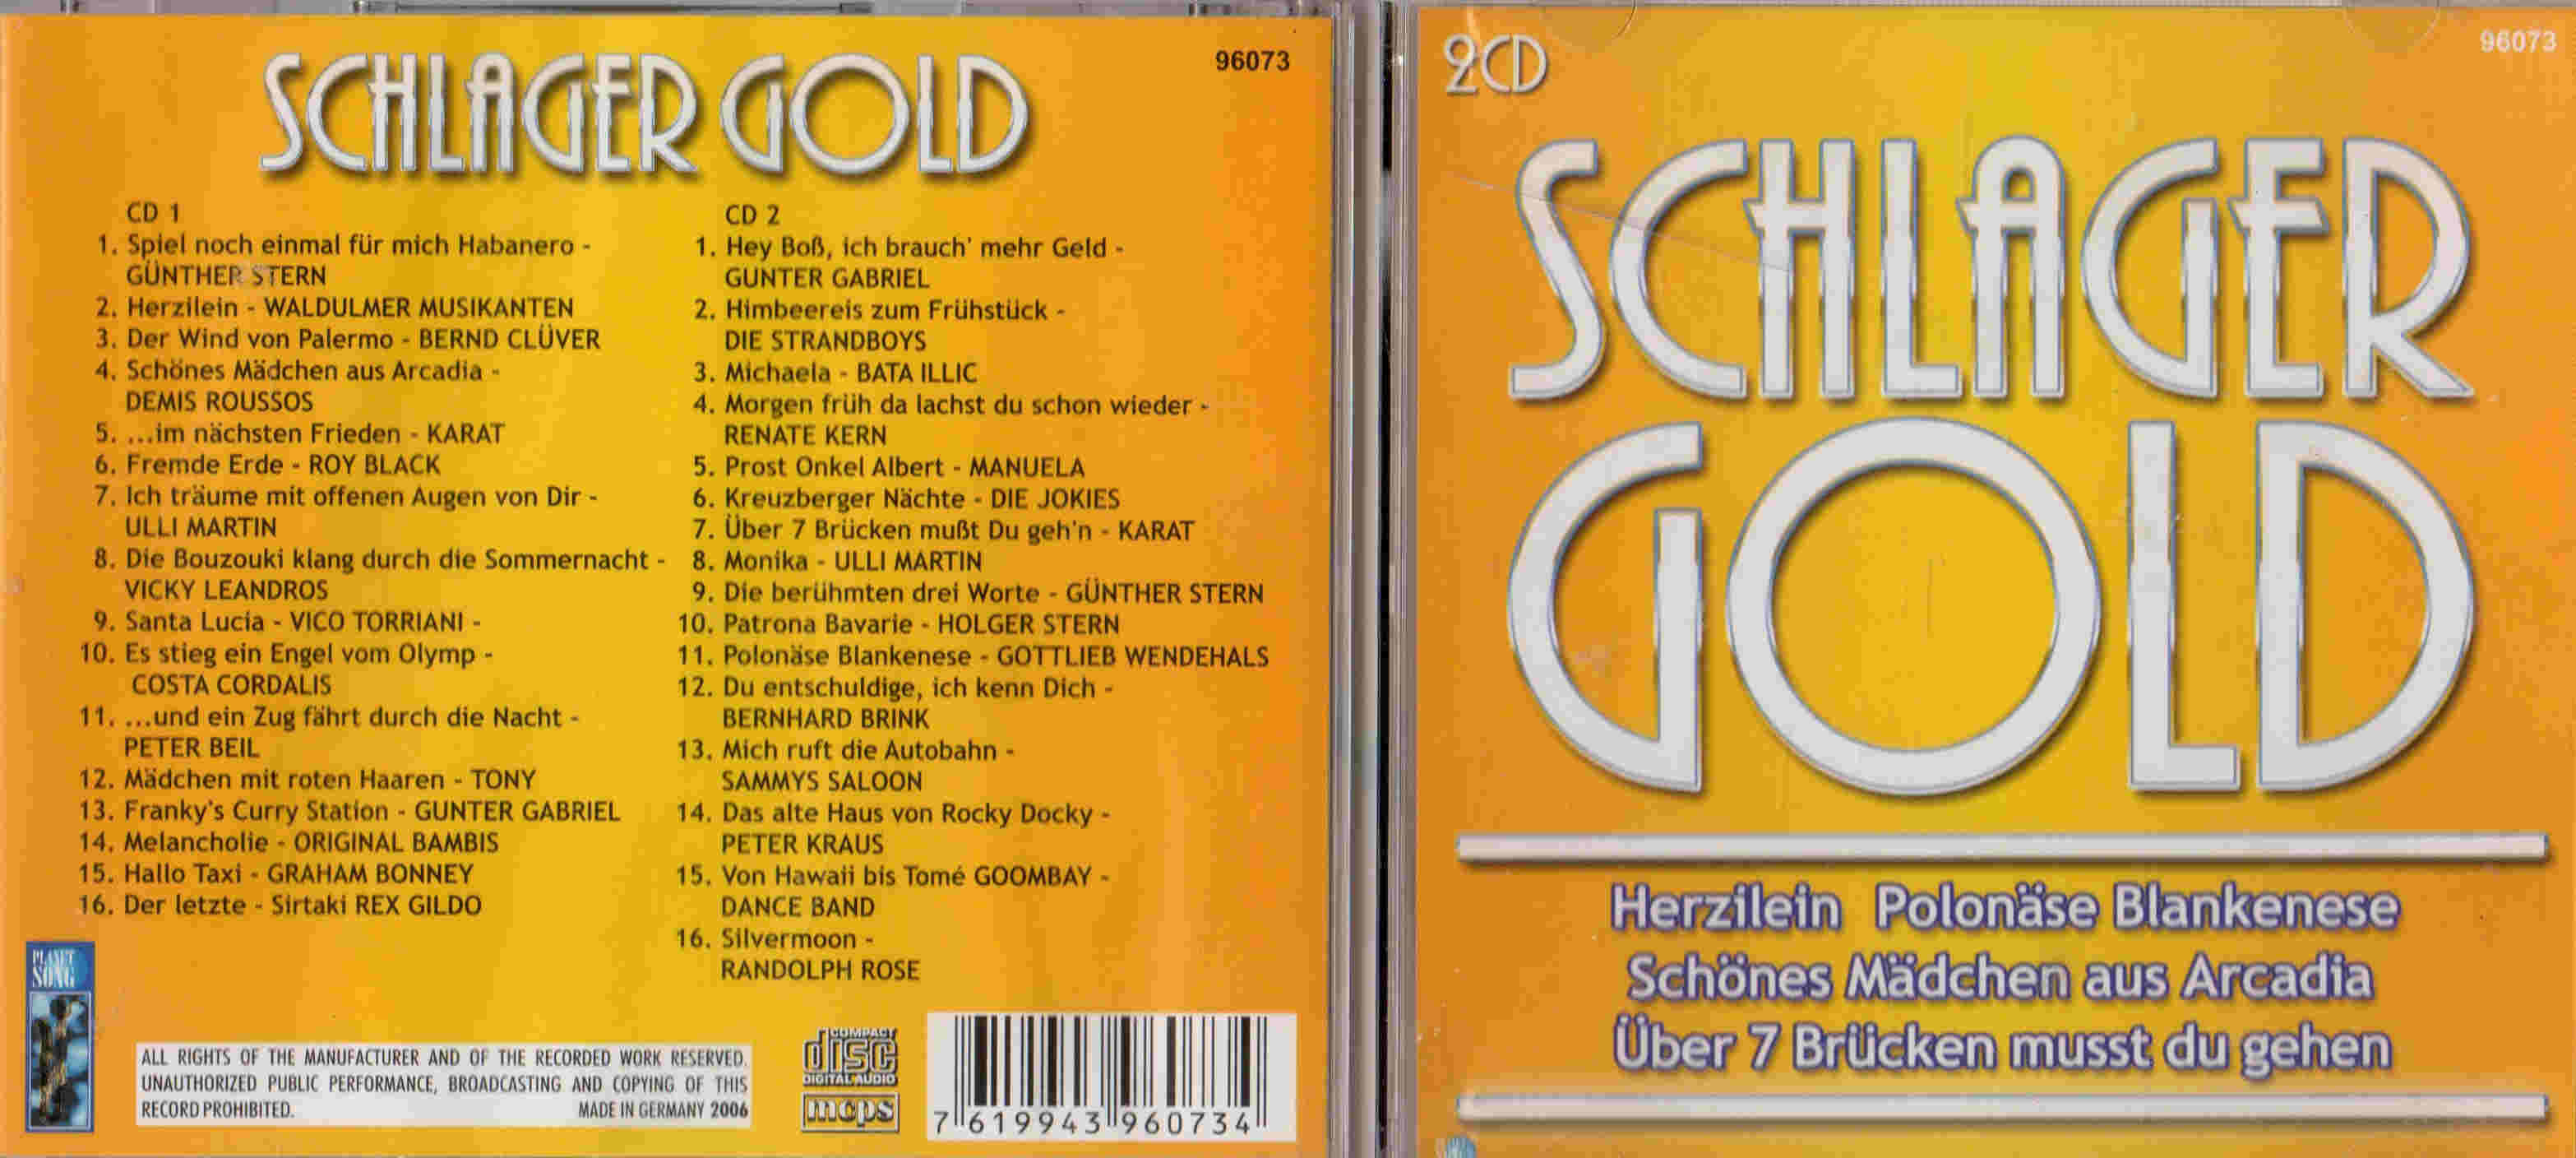 SCHLAGER GOLD
96073
CD 1
1. Spiel noch einmal für mich Habanero -
GÜNTHER STERN
2. Herzilein - WALDULMER MUSIKANTEN
3. Der Wind von Palermo - BERND CLÜVER
4. Schönes Mädchen aus Arcadia -
DEMIS ROUSSOS
5. ...im nächsten Frieden - KARAT
6. Fremde Erde - ROY BLACK
7. Ich träume mit offenen Augen von Dir -
ULLI MARTIN
8. Die Bouzouki klang durch die Sommernacht -
VICKY LEANDROS
9. Santa Lucia - VICO TORRIANI -
10. Es stieg ein Engel vom Olymp -
COSTA CORDALIS
11. ...und ein Zug fährt durch die Nacht -
PETER BEIL
12. Mädchen mit roten Haaren - TONY
13. Franky's Curry Station - GUNTER GABRIEL
14. Melancholie - ORIGINAL BAMBIS
15. Hallo Taxi - GRAHAM BONNEY
16. Der letzte - Sirtaki REX GILDO
CD 2
1. Hey Boß, ich brauch' mehr Geld -
GUNTER GABRIEL
2. Himbeereis zum Frühstück -
DIE STRANDBOYS
3. Michaela - BATA ILLIC
4. Morgen früh da lachst du schon wieder -
RENATE KERN
5. Prost Onkel Albert - MANUELA
6. Kreuzberger Nächte - DIE JOKIES
7. Über 7 Brücken mußt Du geh'n - KARAT
8. Monika - ULLI MARTIN
9. Die berühmten drei Worte - GÜNTHER STERN
10. Patrona Bavarie - HOLGER STERN
11. Polonäse Blankenese - GOTTLIEB WENDEHALS
12. Du entschuldige, ich kenn Dich -
BERNHARD BRINK
13. Mich ruft die Autobahn -
SAMMYS SALOON
14. Das alte Haus von Rocky Docky -
PETER KRAUS
15. Von Hawaii bis Tomé GOOMBAY -
DANCE BAND
16. Silvermoon -
RANDOLPH ROSE
PLANET
SONG
ALL RIGHTS OF THE MANUFACTURER AND OF THE RECORDED WORK RESERVED.
UNAUTHORIZED PUBLIC PERFORMANCE, BROADCASTING AND COPYING OF THIS
RECORD PROHIBITED. MADE IN GERMANY 2006
COMPACT
disc
DIGITAL AUDIO
mcps
7 619943 960734
2CD
96073
SCHLAGER
GOLD
Herzilein Polonäse Blankenese
Schönes Mädchen aus Arcadia
Über 7 Brücken musst du gehen